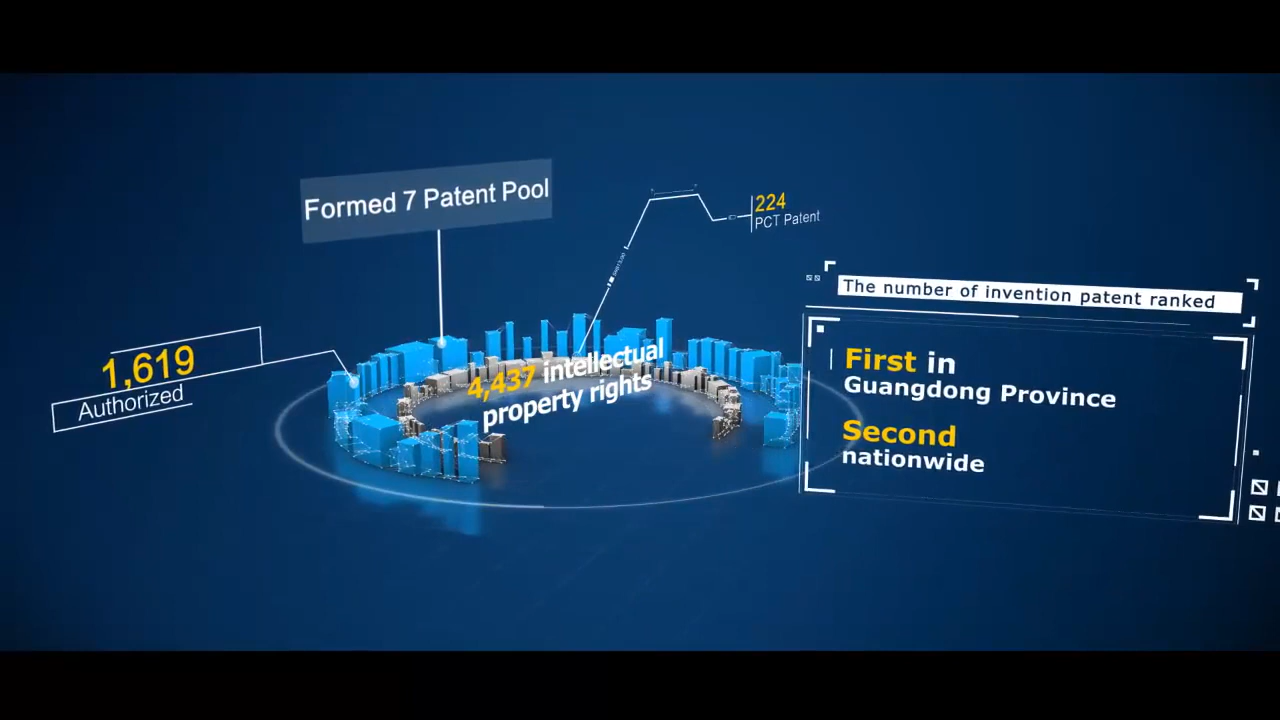 Formed 7 Patent Pool
224
PCT Patent
The number of invention patent ranked
1,619
Authorized
4,437 intellectual
property rights
First in
Guangdong Province
Second
nationwide